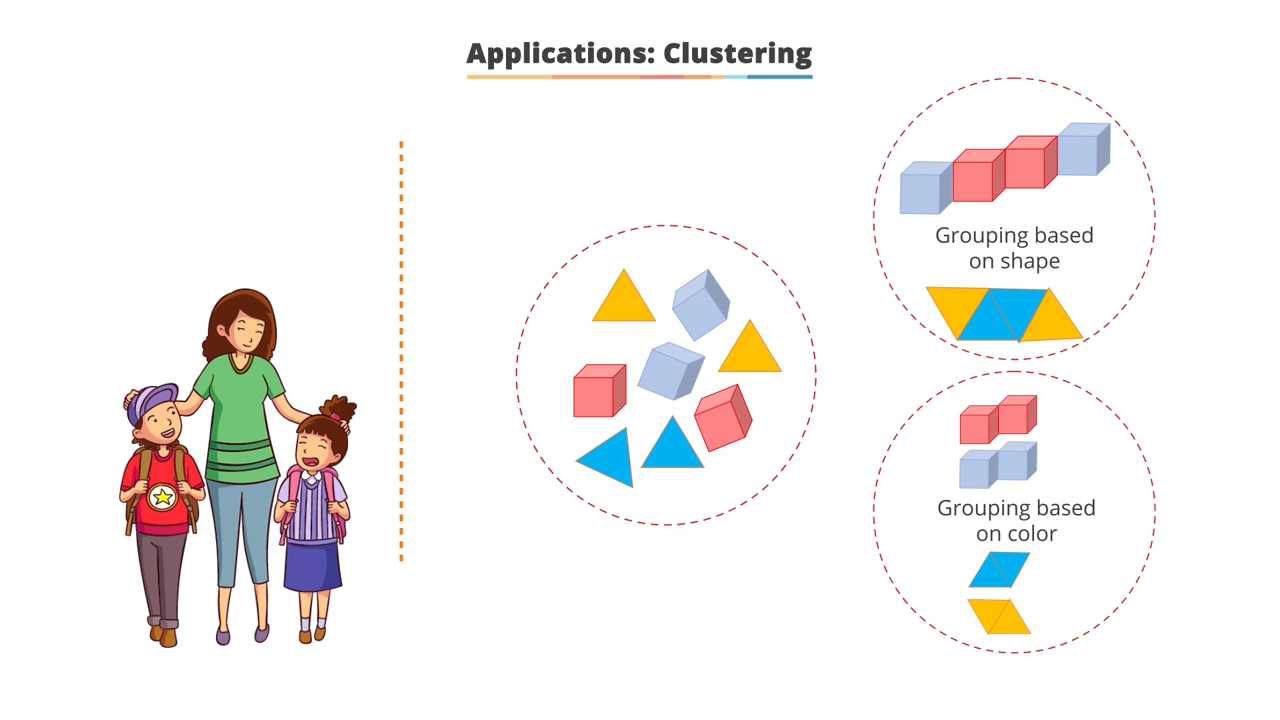 Applications: Clustering
Grouping based
on shape
Grouping based
on color